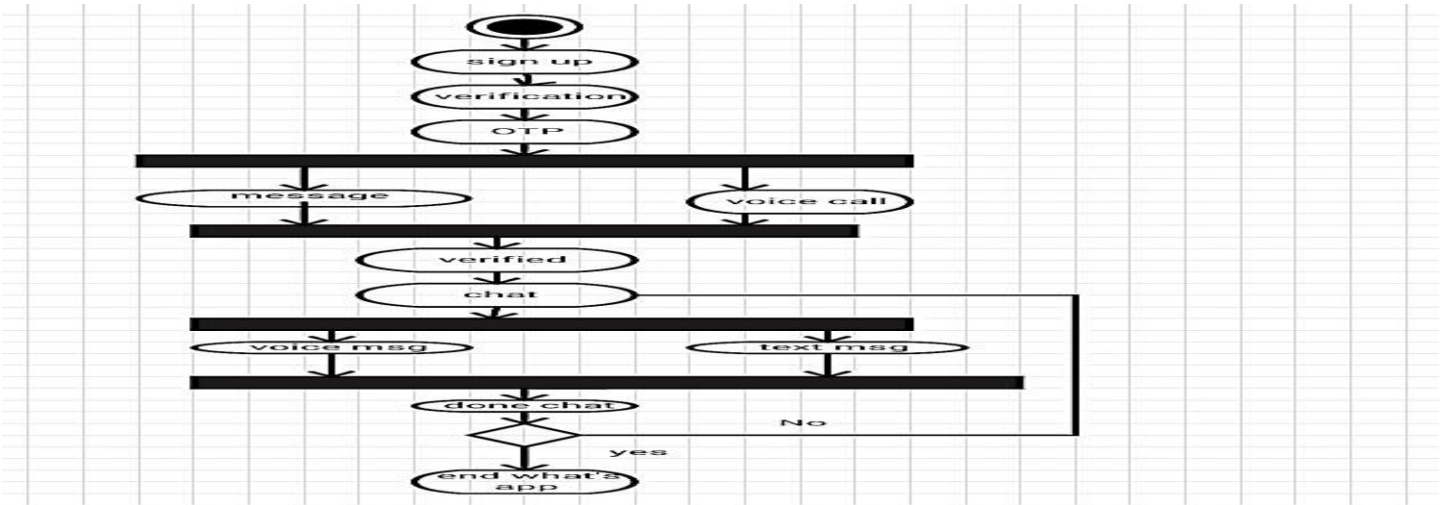 sign up
verification
OTP
message
voice call
verified
chat
voice msg
text msg
done chat
No
yes
end what's
app